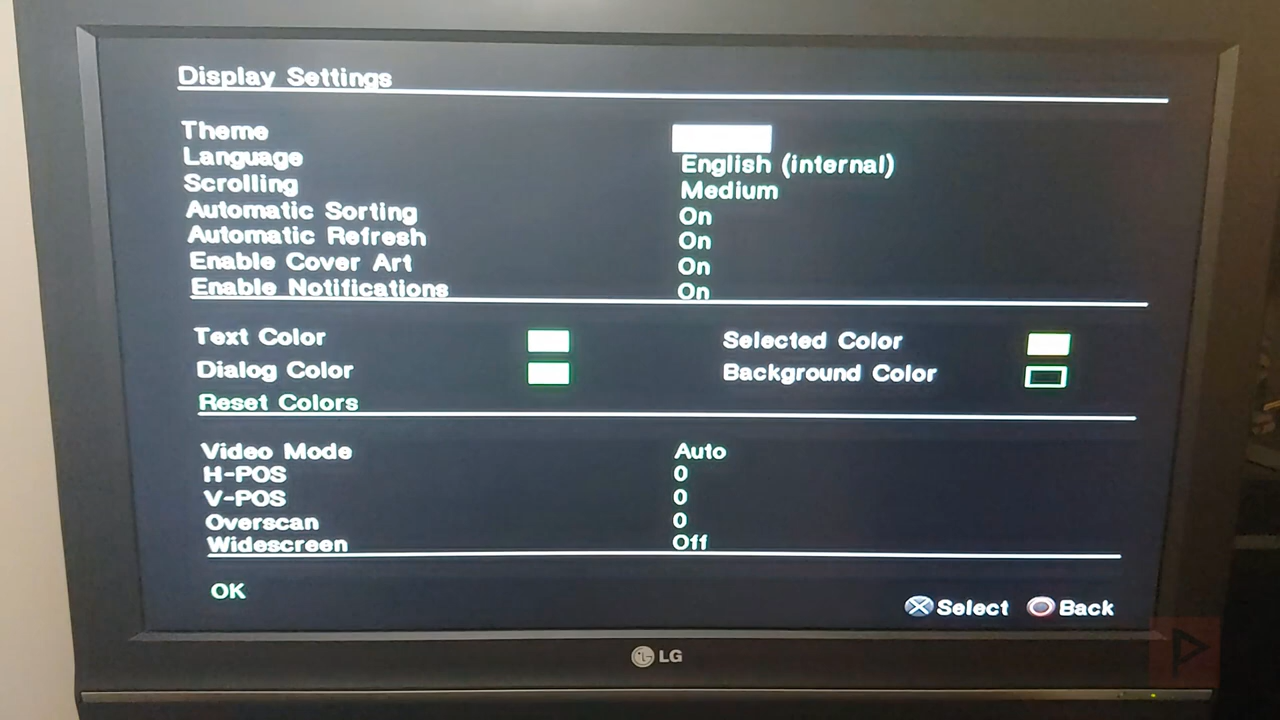 Display Settings
Theme
Language English (internal)
Scrolling Medium
Automatic Sorting On
Automatic Refresh On
Enable Cover Art On
Enable Notifications On
Text Color Selected Color
Dialog Color Background Color
Reset Colors
Video Mode Auto
H-POS 0
V-POS 0
Overscan 0
Widescreen Off
OK
Select Back
LG